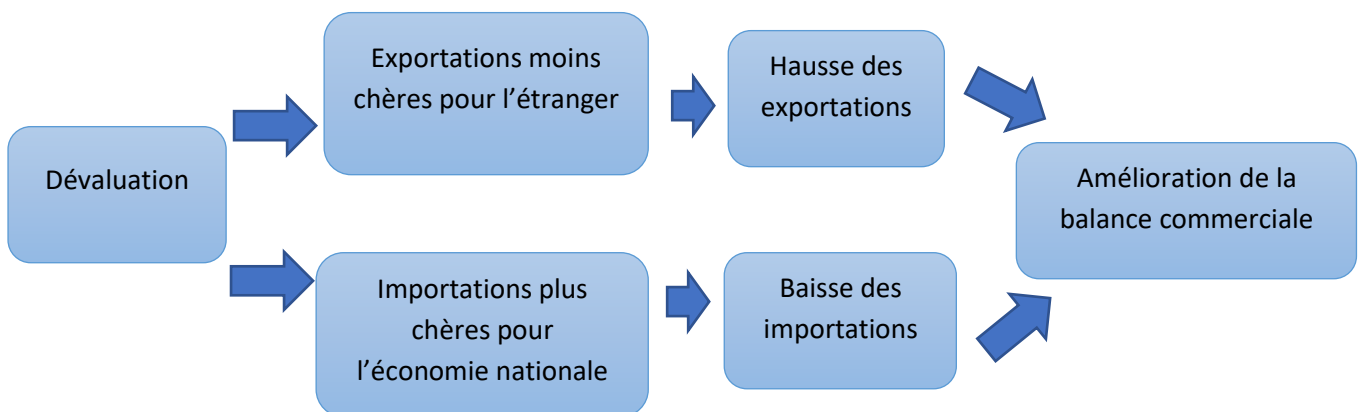 Dévaluation
Exportations moins
chères pour l’étranger
Hausse des
exportations
Importations plus
chères pour
l’économie nationale
Baisse des
importations
Amélioration de la
balance commerciale